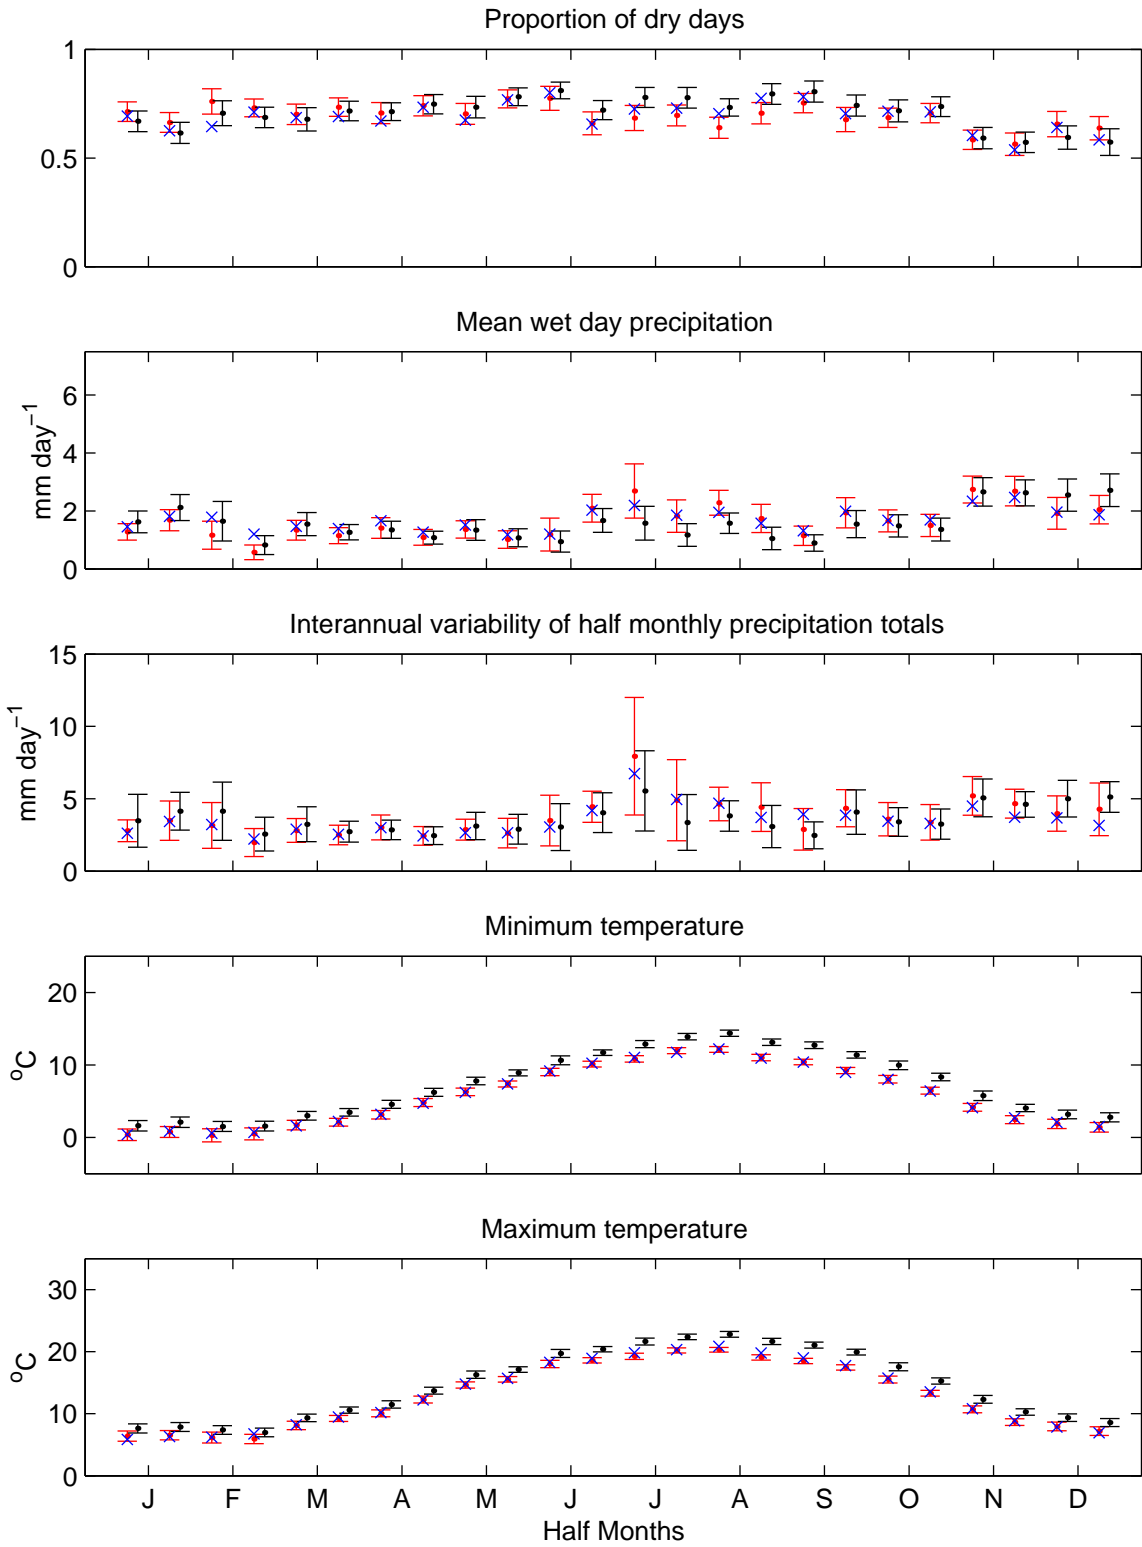 Proportion of dry days
1
0.5
0
Mean wet day precipitation
6
4
2
0
mm day⁻¹
Interannual variability of half monthly precipitation totals
15
10
5
0
mm day⁻¹
Minimum temperature
20
10
0
ºC
Maximum temperature
30
20
10
0
ºC
J F M A M J J A S O N D
Half Months